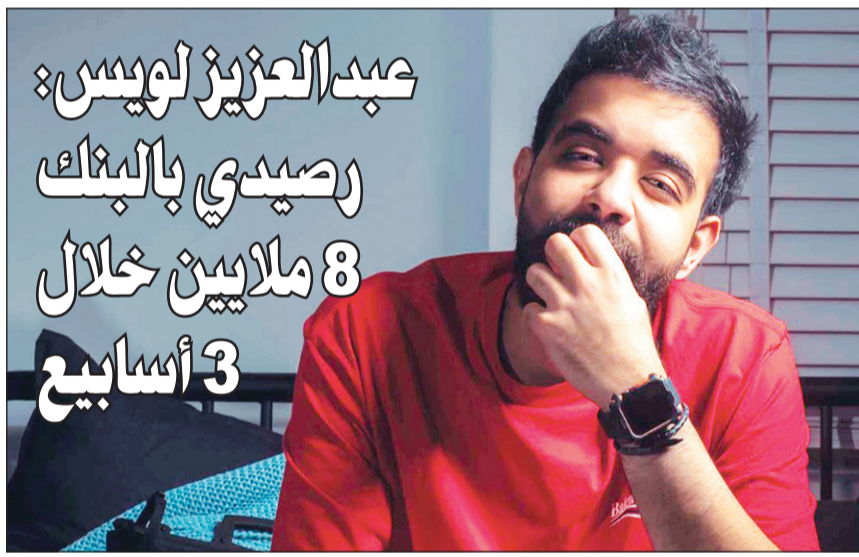 عبدالعزيز لويس:
رصيدي بالبنك
8 ملايين خلال
3 أسابيع